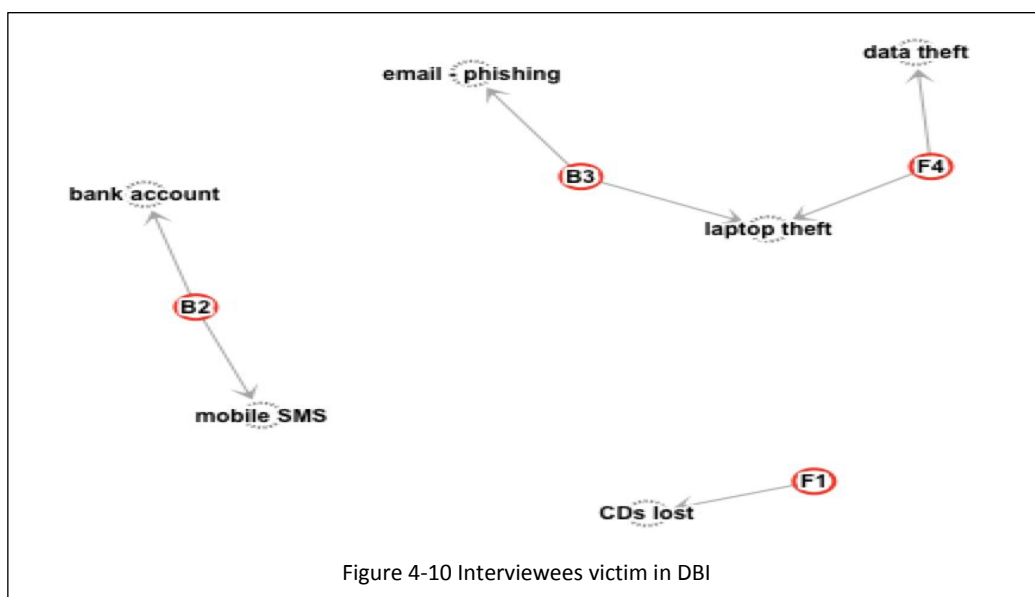 data theft
email - phishing
B3
F4
bank account
laptop theft
B2
mobile SMS
F1
CDs lost
Figure 4-10 Interviewees victim in DBI